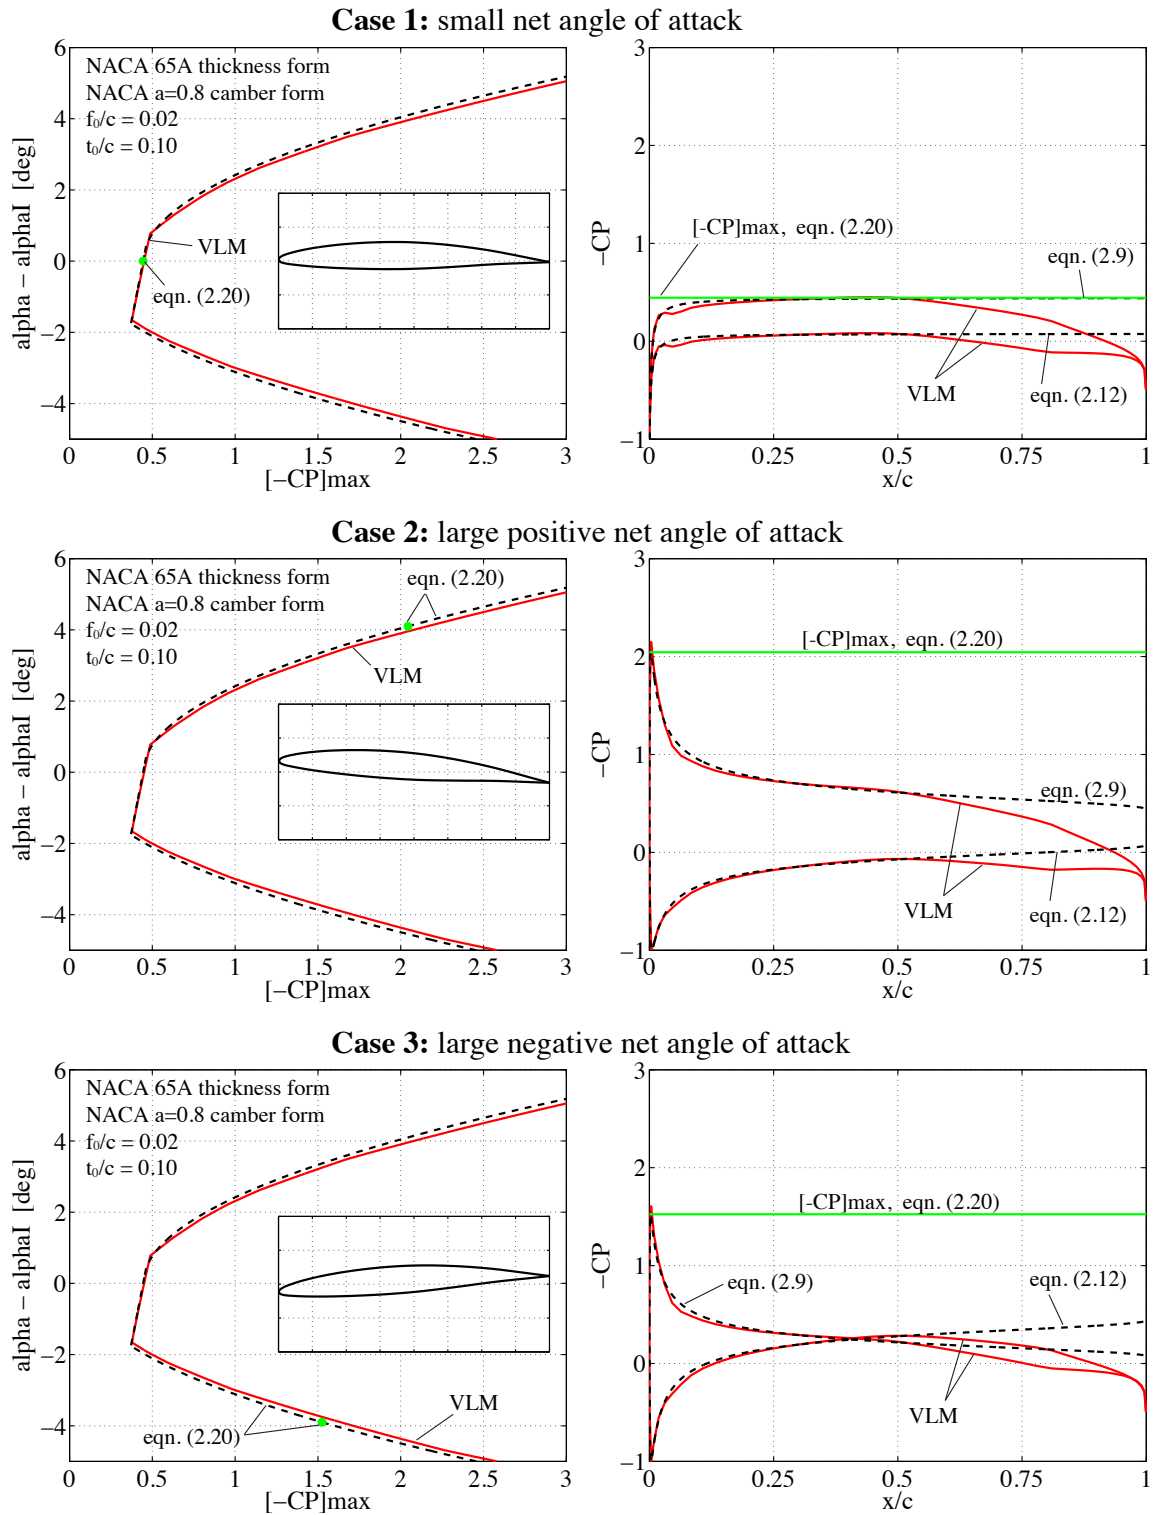 Case 1: small net angle of attack
NACA 65A thickness form
NACA a=0.8 camber form
f₀/c = 0.02
t₀/c = 0.10
VLM
eqn. (2.20)
alpha − alphaI [deg]
6
4
2
0
−2
−4
0 0.5 1 1.5 2 2.5 3
[−CP]max
[-CP]max, eqn. (2.20)
eqn. (2.9)
VLM
eqn. (2.12)
−CP
3
2
1
0
−1
0 0.25 0.5 0.75 1
x/c
Case 2: large positive net angle of attack
NACA 65A thickness form
NACA a=0.8 camber form
f₀/c = 0.02
t₀/c = 0.10
eqn. (2.20)
VLM
alpha − alphaI [deg]
6
4
2
0
−2
−4
0 0.5 1 1.5 2 2.5 3
[−CP]max
[-CP]max, eqn. (2.20)
eqn. (2.9)
VLM
eqn. (2.12)
−CP
3
2
1
0
−1
0 0.25 0.5 0.75 1
x/c
Case 3: large negative net angle of attack
NACA 65A thickness form
NACA a=0.8 camber form
f₀/c = 0.02
t₀/c = 0.10
VLM
eqn. (2.20)
alpha − alphaI [deg]
6
4
2
0
−2
−4
0 0.5 1 1.5 2 2.5 3
[−CP]max
[-CP]max, eqn. (2.20)
eqn. (2.9)
eqn. (2.12)
VLM
−CP
3
2
1
0
−1
0 0.25 0.5 0.75 1
x/c